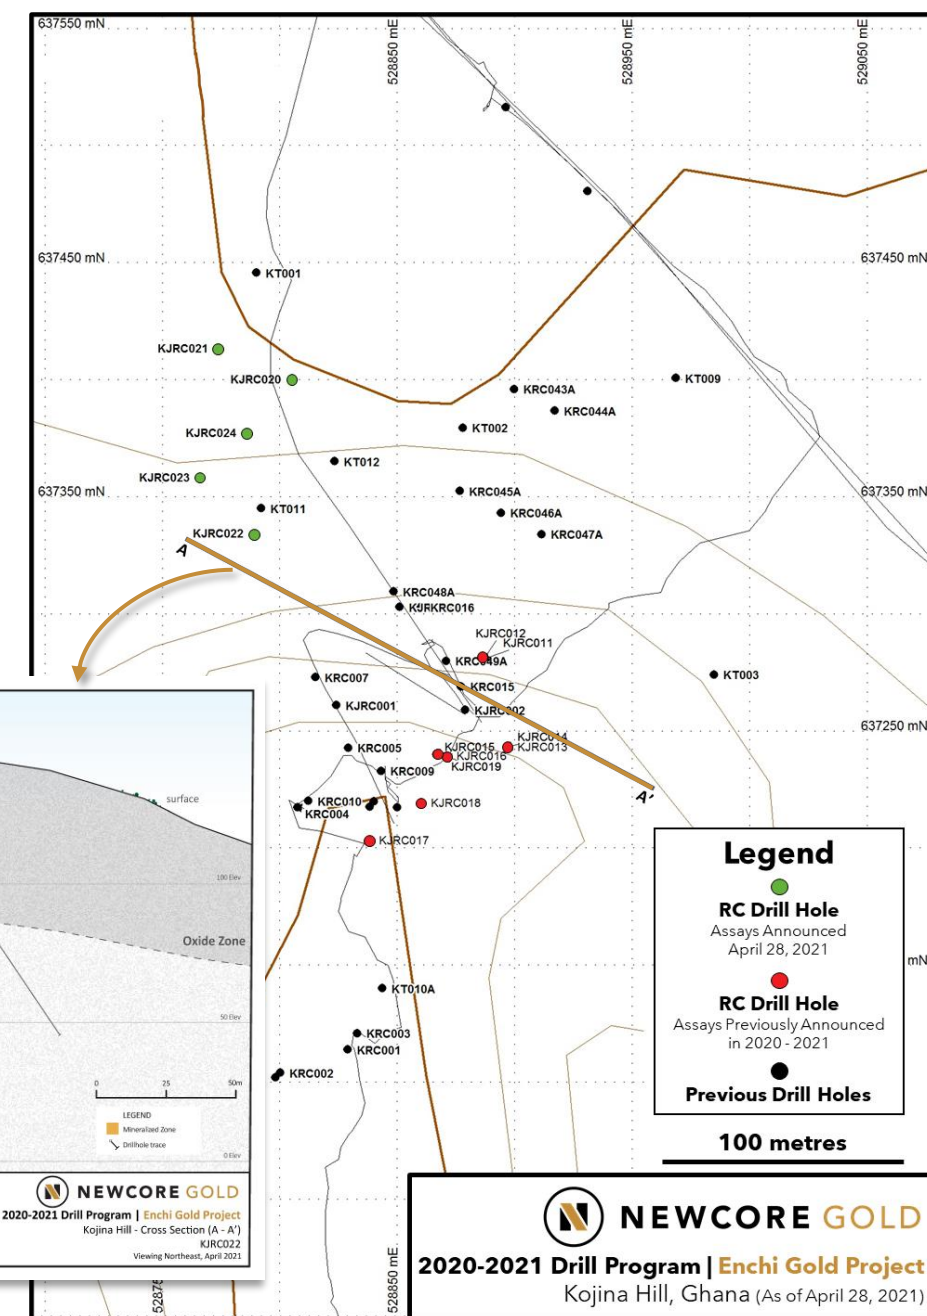 637550 mN
528850 mE
528950 mE
529050 mE
637450 mN
637450 mN
KT001
KJRC021
KJRC020
KT009
KRC043A
KRC044A
KT002
KJRC024
KT012
KJRC023
637350 mN
KRC045A
637350 mN
KT011
KRC046A
KJRC022
KRC047A
A
KRC048A
KRC016
KJRC012
KJRC011
KRC049A
KRC007
KT003
KRC015
KJRC001
KJRC002
637250 mN
KJRC014
KJRC013
KRC005
KJRC015
KJRC016
KJRC019
KRC009
A'
surface
KRC010
KJRC018
KRC004
KJRC017
Legend
RC Drill Hole
Assays Announced
April 28, 2021
RC Drill Hole
Assays Previously Announced
in 2020 - 2021
Previous Drill Holes
100 metres
100 Elev
Oxide Zone
mN
KT010A
50 Elev
KRC003
KRC001
KRC002
0 25 50m
LEGEND
Mineralized Zone
Drillhole trace
0 Elev
NEWCORE GOLD
2020-2021 Drill Program | Enchi Gold Project
Kojina Hill - Cross Section (A - A')
KJRC022
Viewing Northeast, April 2021
528850 mE
NEWCORE GOLD
2020-2021 Drill Program | Enchi Gold Project
Kojina Hill, Ghana (As of April 28, 2021)